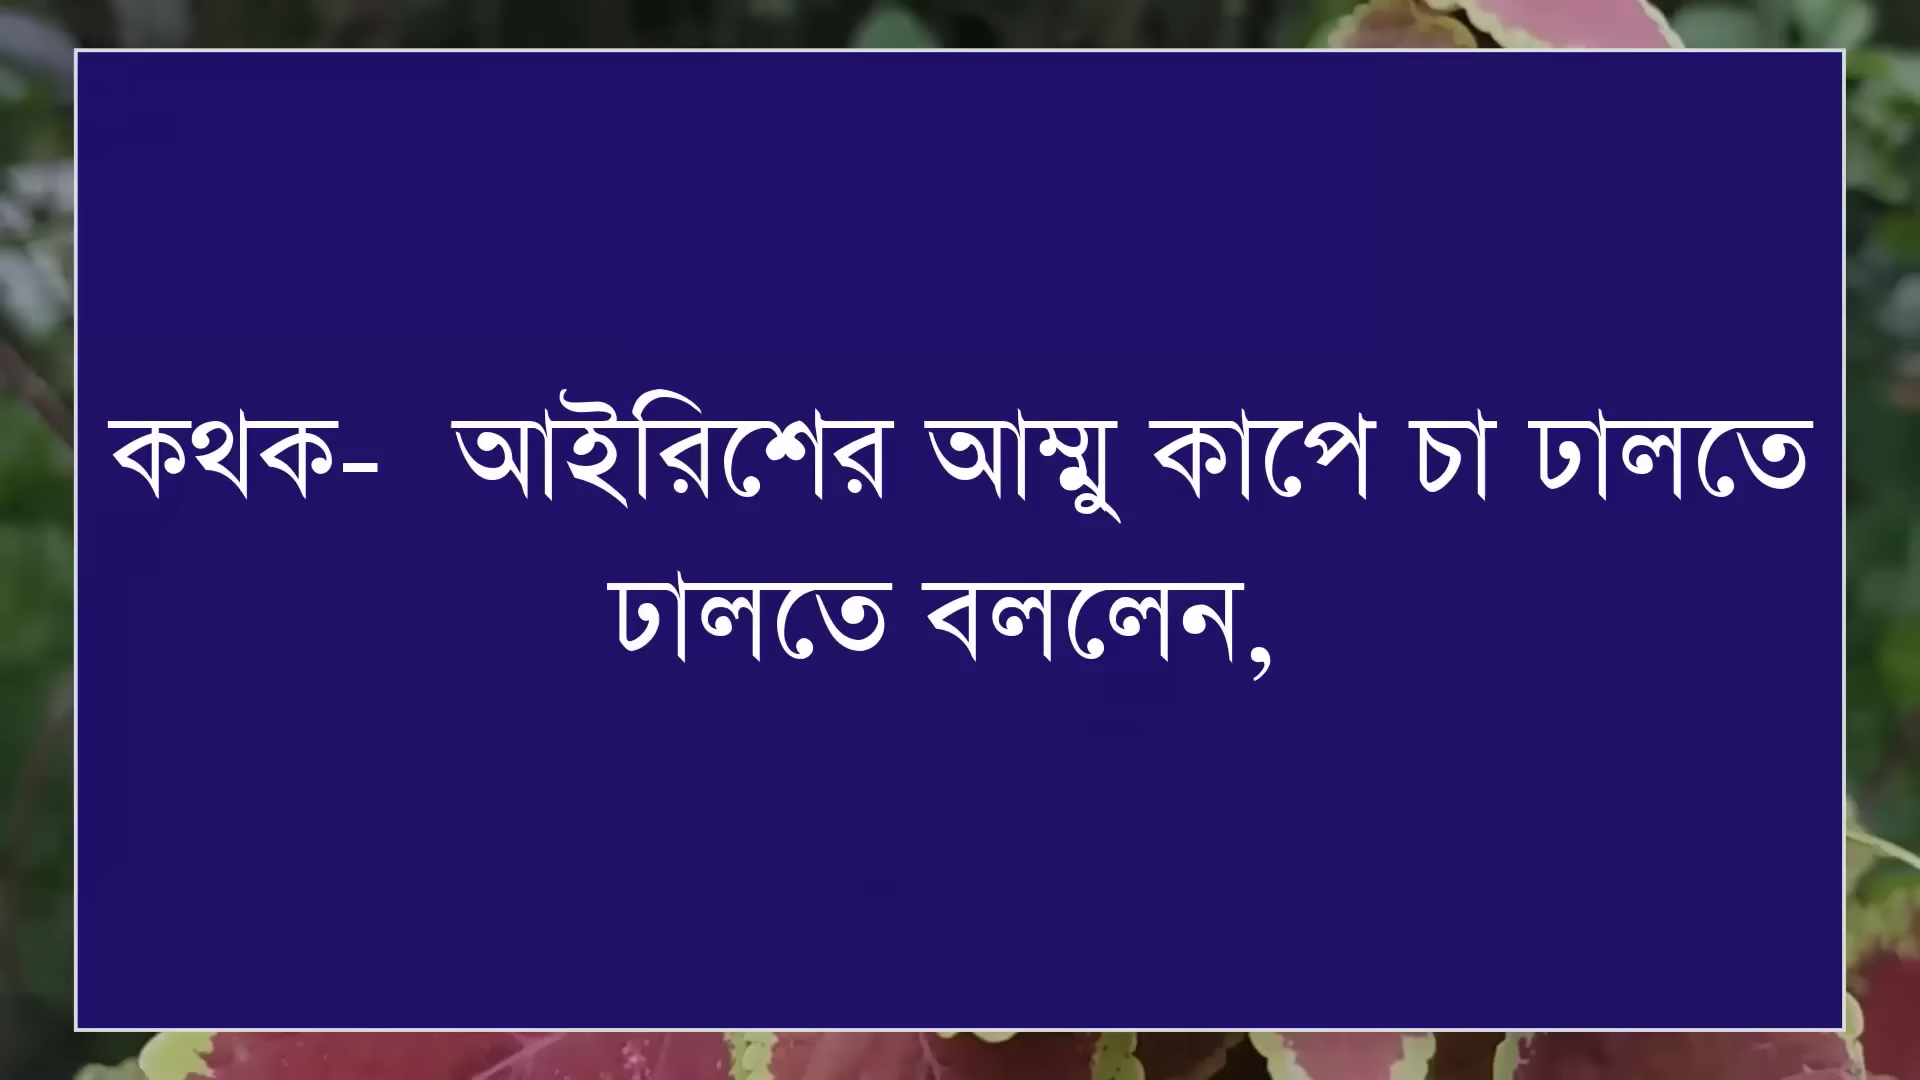 কথক-  আইরিশের আম্মু কাপে চা ঢালতে
ঢালতে বললেন,